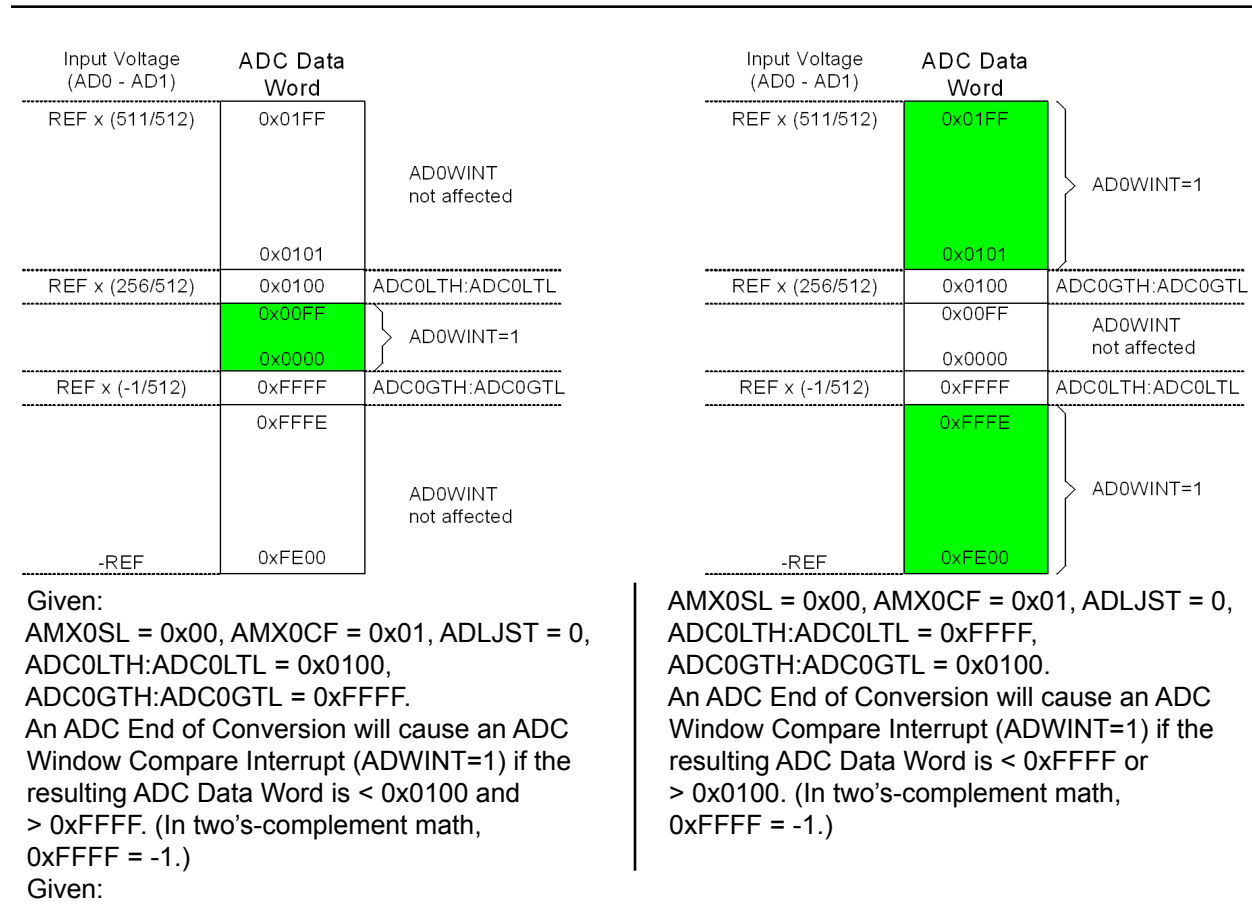 Input Voltage
(AD0 - AD1)
ADC Data
Word
REF x (511/512)
0x01FF
AD0WINT
not affected
0x0101
REF x (256/512)
0x0100
ADC0LTH:ADC0LTL
0x00FF
AD0WINT=1
0x0000
REF x (-1/512)
0xFFFF
ADC0GTH:ADC0GTL
0xFFFE
AD0WINT
not affected
-REF
0xFE00
Given:
AMX0SL = 0x00, AMX0CF = 0x01, ADLJST = 0,
ADC0LTH:ADC0LTL = 0x0100,
ADC0GTH:ADC0GTL = 0xFFFF.
An ADC End of Conversion will cause an ADC
Window Compare Interrupt (ADWINT=1) if the
resulting ADC Data Word is < 0x0100 and
> 0xFFFF. (In two's-complement math,
0xFFFF = -1.)
Given:
Input Voltage
(AD0 - AD1)
ADC Data
Word
REF x (511/512)
0x01FF
AD0WINT=1
0x0101
REF x (256/512)
0x0100
ADC0GTH:ADC0GTL
0x00FF
AD0WINT
not affected
0x0000
REF x (-1/512)
0xFFFF
ADC0LTH:ADC0LTL
0xFFFE
AD0WINT=1
-REF
0xFE00
AMX0SL = 0x00, AMX0CF = 0x01, ADLJST = 0,
ADC0LTH:ADC0LTL = 0xFFFF,
ADC0GTH:ADC0GTL = 0x0100.
An ADC End of Conversion will cause an ADC
Window Compare Interrupt (ADWINT=1) if the
resulting ADC Data Word is < 0xFFFF or
> 0x0100. (In two's-complement math,
0xFFFF = -1.)